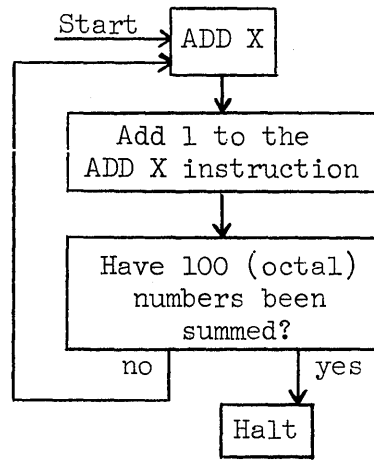 Start
ADD X
Add 1 to the
ADD X instruction
Have 100 (octal)
numbers been
summed?
no
yes
Halt